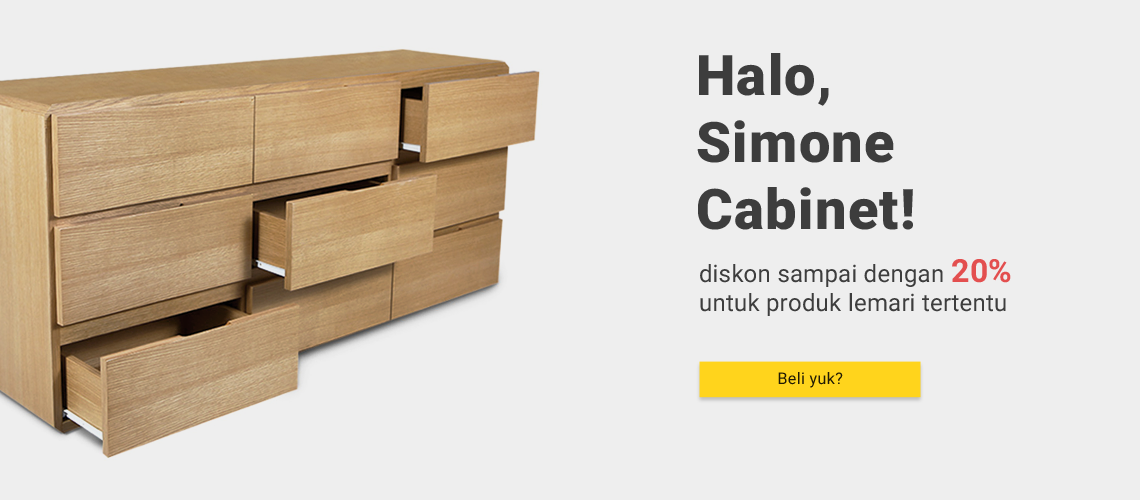 Halo,
Simone
Cabinet!
diskon sampai dengan 20%
untuk produk lemari tertentu
Beli yuk?